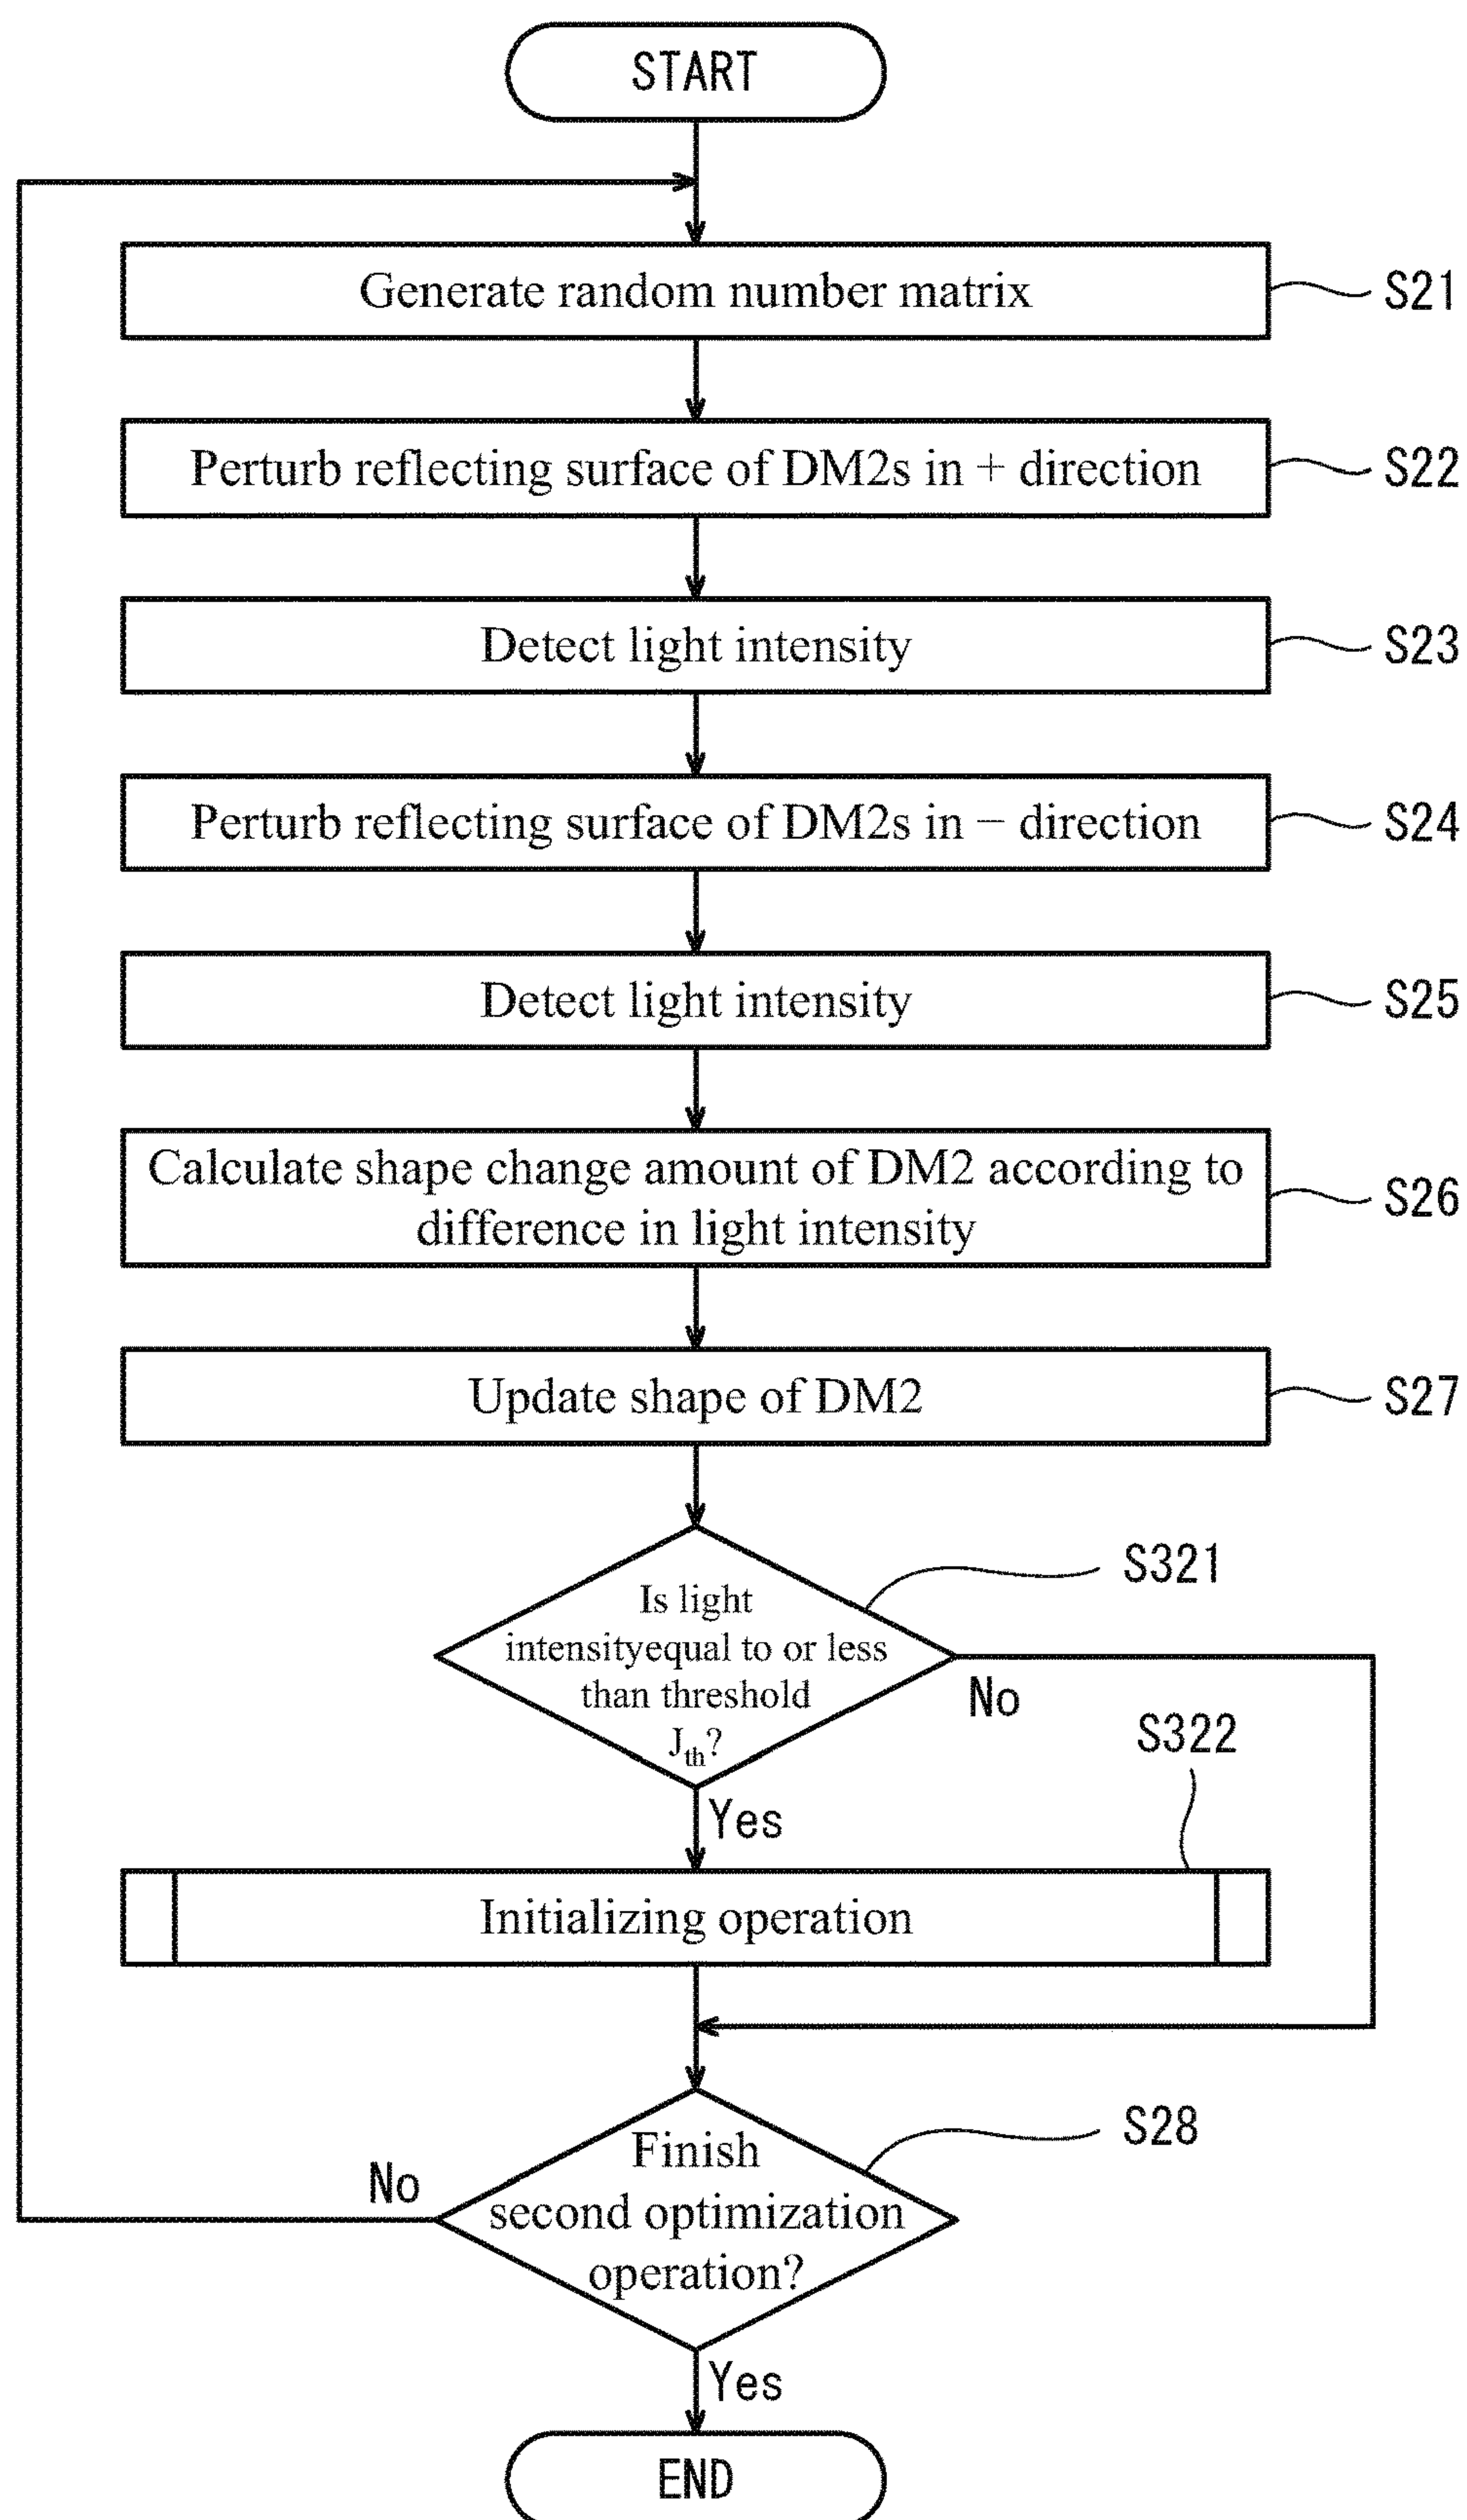 START
Generate random number matrix
S21
Perturb reflecting surface of DM2s in + direction
S22
Detect light intensity
S23
Perturb reflecting surface of DM2s in − direction
S24
Detect light intensity
S25
Calculate shape change amount of DM2 according to
difference in light intensity
S26
Update shape of DM2
S27
Is light
intensityequal to or less
than threshold
Jth?
S321
No
Yes
S322
Initializing operation
Finish
second optimization
operation?
S28
No
Yes
END